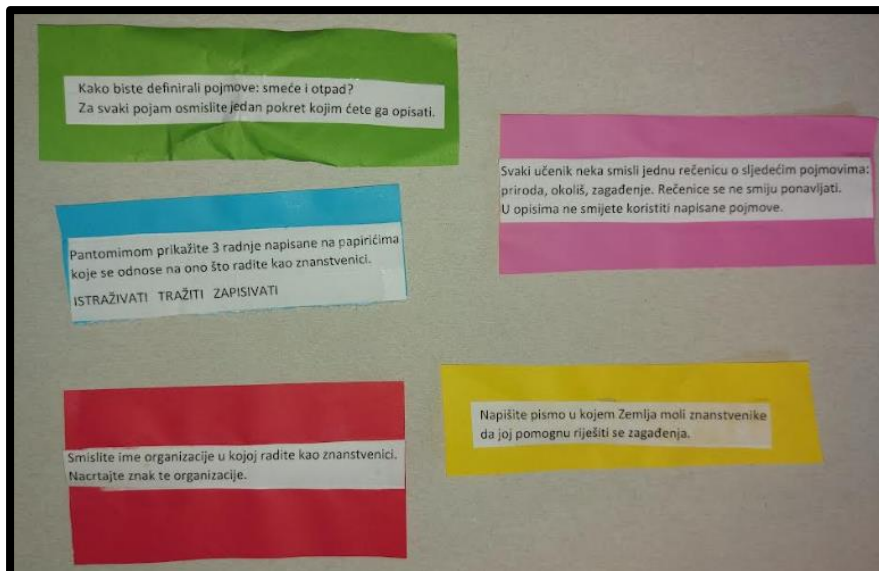 Kako biste definirali pojmove: smeće i otpad?
Za svaki pojam osmislite jedan pokret kojim ćete ga opisati.
Svaki učenik neka smisli jednu rečenicu o sljedećim pojmovima:
priroda, okoliš, zagađenje. Rečenice se ne smiju ponavljati.
U opisima ne smijete koristiti napisane pojmove.
Pantomimom prikažite 3 radnje napisane na papirićima
koje se odnose na ono što radite kao znanstvenici.
ISTRAŽIVATI TRAŽITI ZAPISIVATI
Napišite pismo u kojem Zemlja moli znanstvenike
da joj pomognu riješiti se zagađenja.
Smislite ime organizacije u kojoj radite kao znanstvenici.
Nacrtajte znak te organizacije.